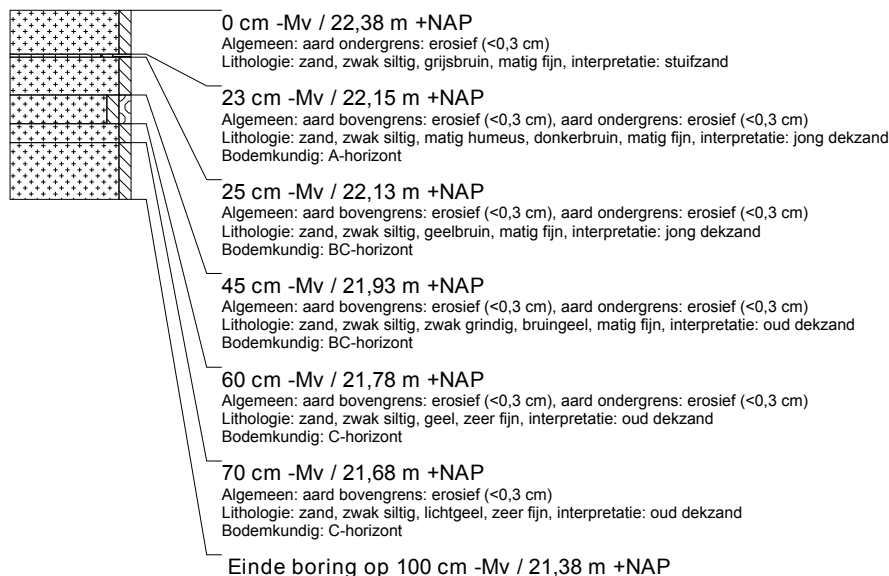 0 cm -Mv / 22,38 m +NAP
Algemeen: aard ondergrens: erosief (<0,3 cm)
Lithologie: zand, zwak siltig, grijsbruin, matig fijn, interpretatie: stuifzand
23 cm -Mv / 22,15 m +NAP
Algemeen: aard bovengrens: erosief (<0,3 cm), aard ondergrens: erosief (<0,3 cm)
Lithologie: zand, zwak siltig, matig humeus, donkerbruin, matig fijn, interpretatie: jong dekzand
Bodemkundig: A-horizont
25 cm -Mv / 22,13 m +NAP
Algemeen: aard bovengrens: erosief (<0,3 cm), aard ondergrens: erosief (<0,3 cm)
Lithologie: zand, zwak siltig, geelbruin, matig fijn, interpretatie: jong dekzand
Bodemkundig: BC-horizont
45 cm -Mv / 21,93 m +NAP
Algemeen: aard bovengrens: erosief (<0,3 cm), aard ondergrens: erosief (<0,3 cm)
Lithologie: zand, zwak siltig, zwak grindig, bruingeel, matig fijn, interpretatie: oud dekzand
Bodemkundig: BC-horizont
60 cm -Mv / 21,78 m +NAP
Algemeen: aard bovengrens: erosief (<0,3 cm), aard ondergrens: erosief (<0,3 cm)
Lithologie: zand, zwak siltig, geel, zeer fijn, interpretatie: oud dekzand
Bodemkundig: C-horizont
70 cm -Mv / 21,68 m +NAP
Algemeen: aard bovengrens: erosief (<0,3 cm)
Lithologie: zand, zwak siltig, lichtgeel, zeer fijn, interpretatie: oud dekzand
Bodemkundig: C-horizont
Einde boring op 100 cm -Mv / 21,38 m +NAP